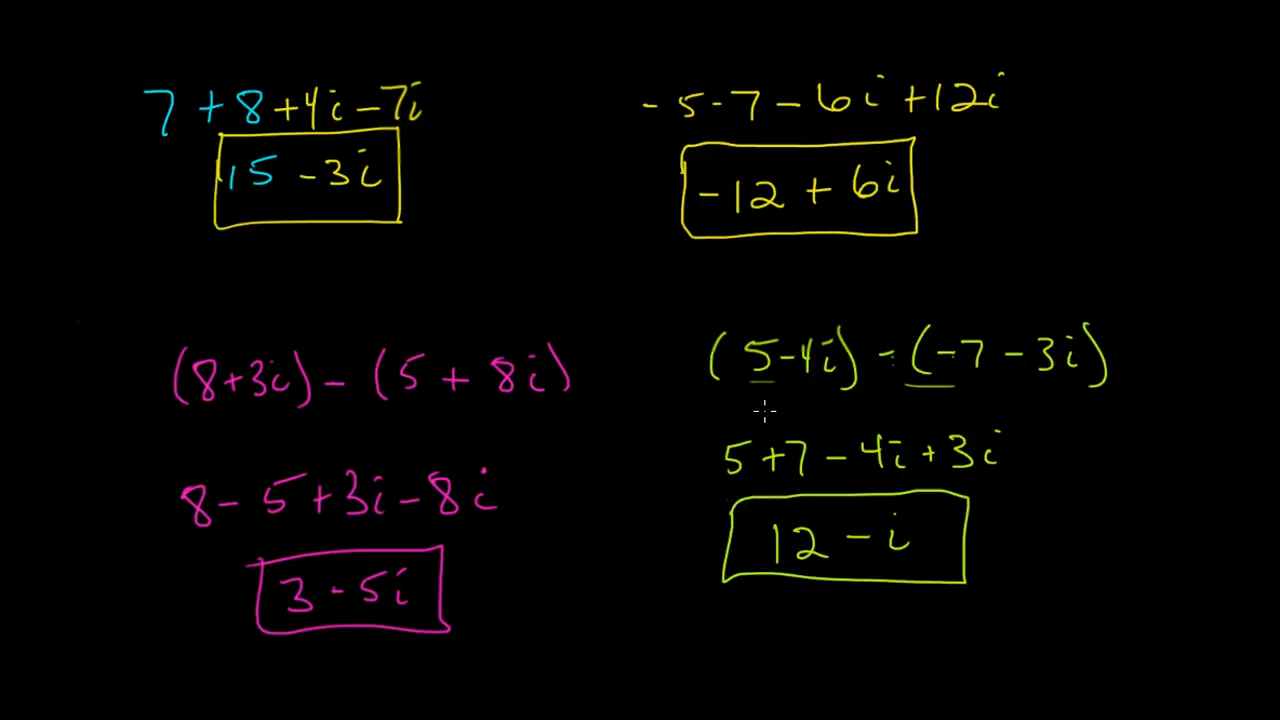 7 + 8 + 4i - 7i
15 - 3i
- 5 - 7 - 6i + 12i
-12 + 6i
(8+3i) - (5 + 8i)
8 - 5 + 3i - 8i
3 - 5i
(5 - 4i) - (-7 - 3i)
5 + 7 - 4i + 3i
12 - i